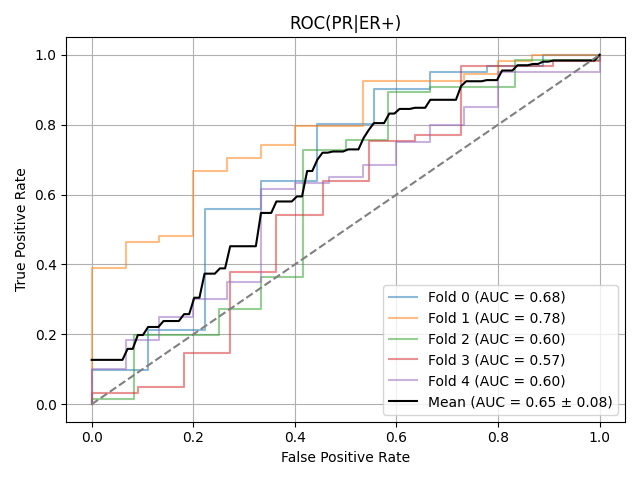 ROC(PR|ER+)
True Positive Rate
1.0
0.8
0.6
0.4
0.2
0.0
Fold 0 (AUC = 0.68)
Fold 1 (AUC = 0.78)
Fold 2 (AUC = 0.60)
Fold 3 (AUC = 0.57)
Fold 4 (AUC = 0.60)
Mean (AUC = 0.65 ± 0.08)
0.0 0.2 0.4 0.6 0.8 1.0
False Positive Rate